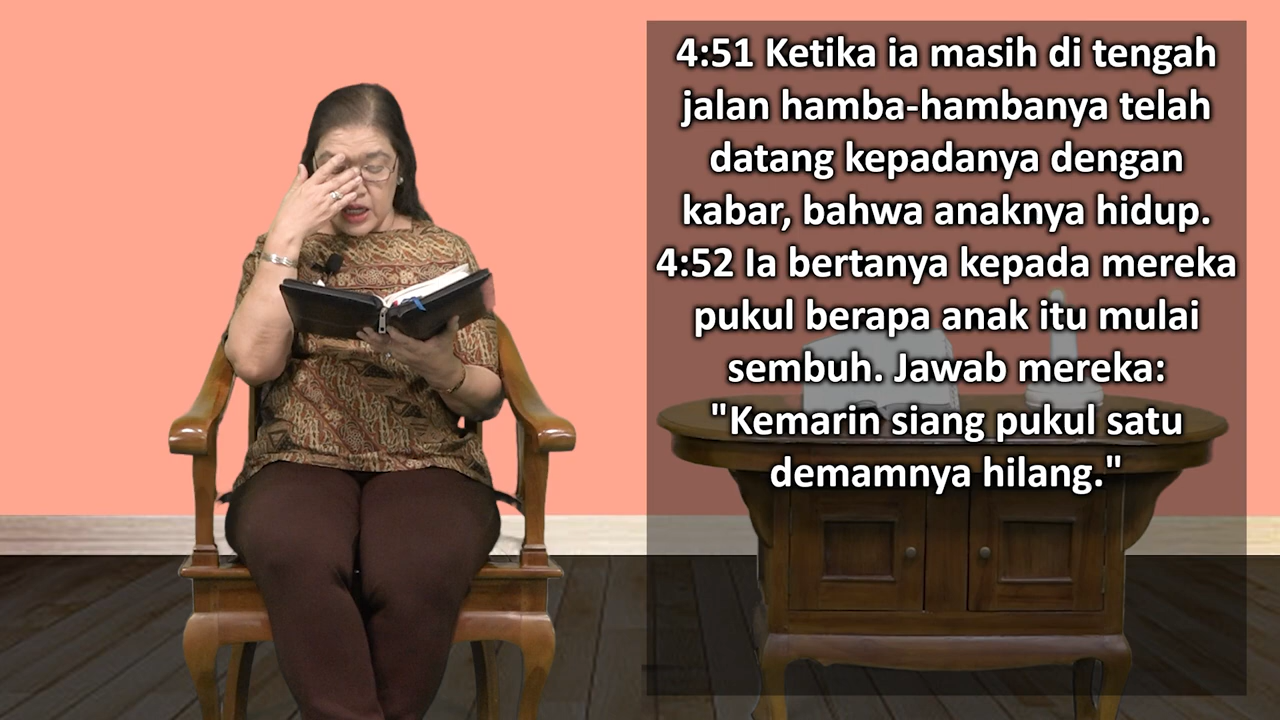 4:51 Ketika ia masih di tengah
jalan hamba-hambanya telah
datang kepadanya dengan
kabar, bahwa anaknya hidup.
4:52 Ia bertanya kepada mereka
pukul berapa anak itu mulai
sembuh. Jawab mereka:
"Kemarin siang pukul satu
demamnya hilang."